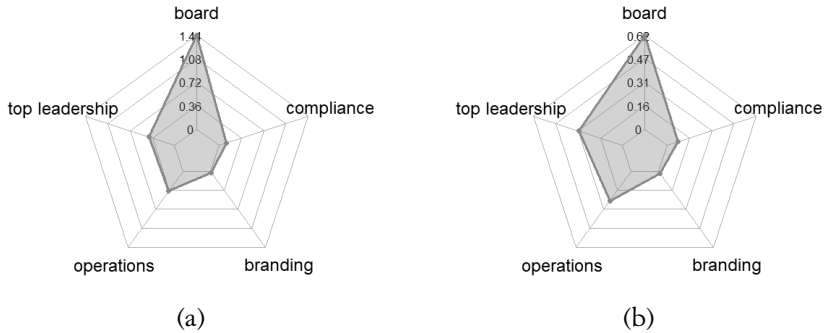 board
board
1.44
0.62
1.08
0.47
0.72
0.31
top leadership
0.36
compliance
top leadership
0.16
compliance
0
0
operations
branding
operations
branding
(a)
(b)